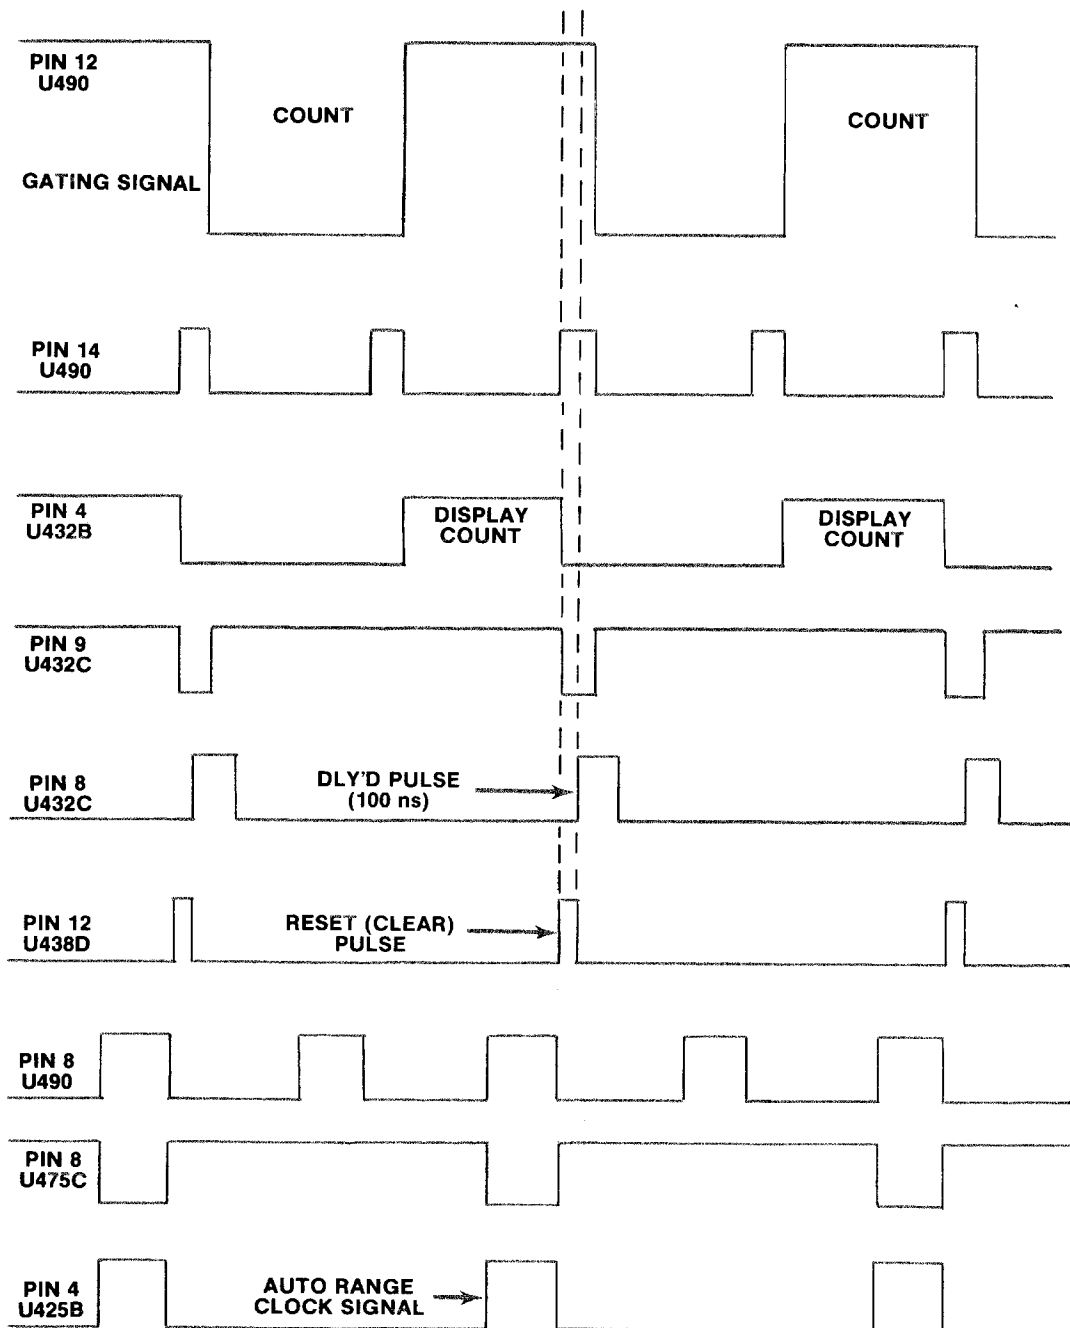 PIN 12
U490
COUNT
COUNT
GATING SIGNAL
PIN 14
U490
PIN 4
U432B
DISPLAY
COUNT
DISPLAY
COUNT
PIN 9
U432C
PIN 8
U432C
DLY'D PULSE
(100 ns)
PIN 12
U438D
RESET (CLEAR)
PULSE
PIN 8
U490
PIN 8
U475C
PIN 4
U425B
AUTO RANGE
CLOCK SIGNAL